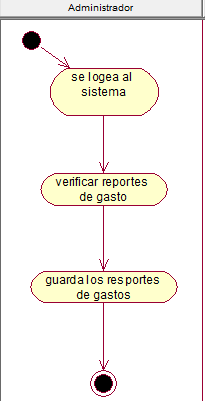 Administrador
se logea al
sistema
verificar reportes
de gasto
guarda los resportes
de gastos